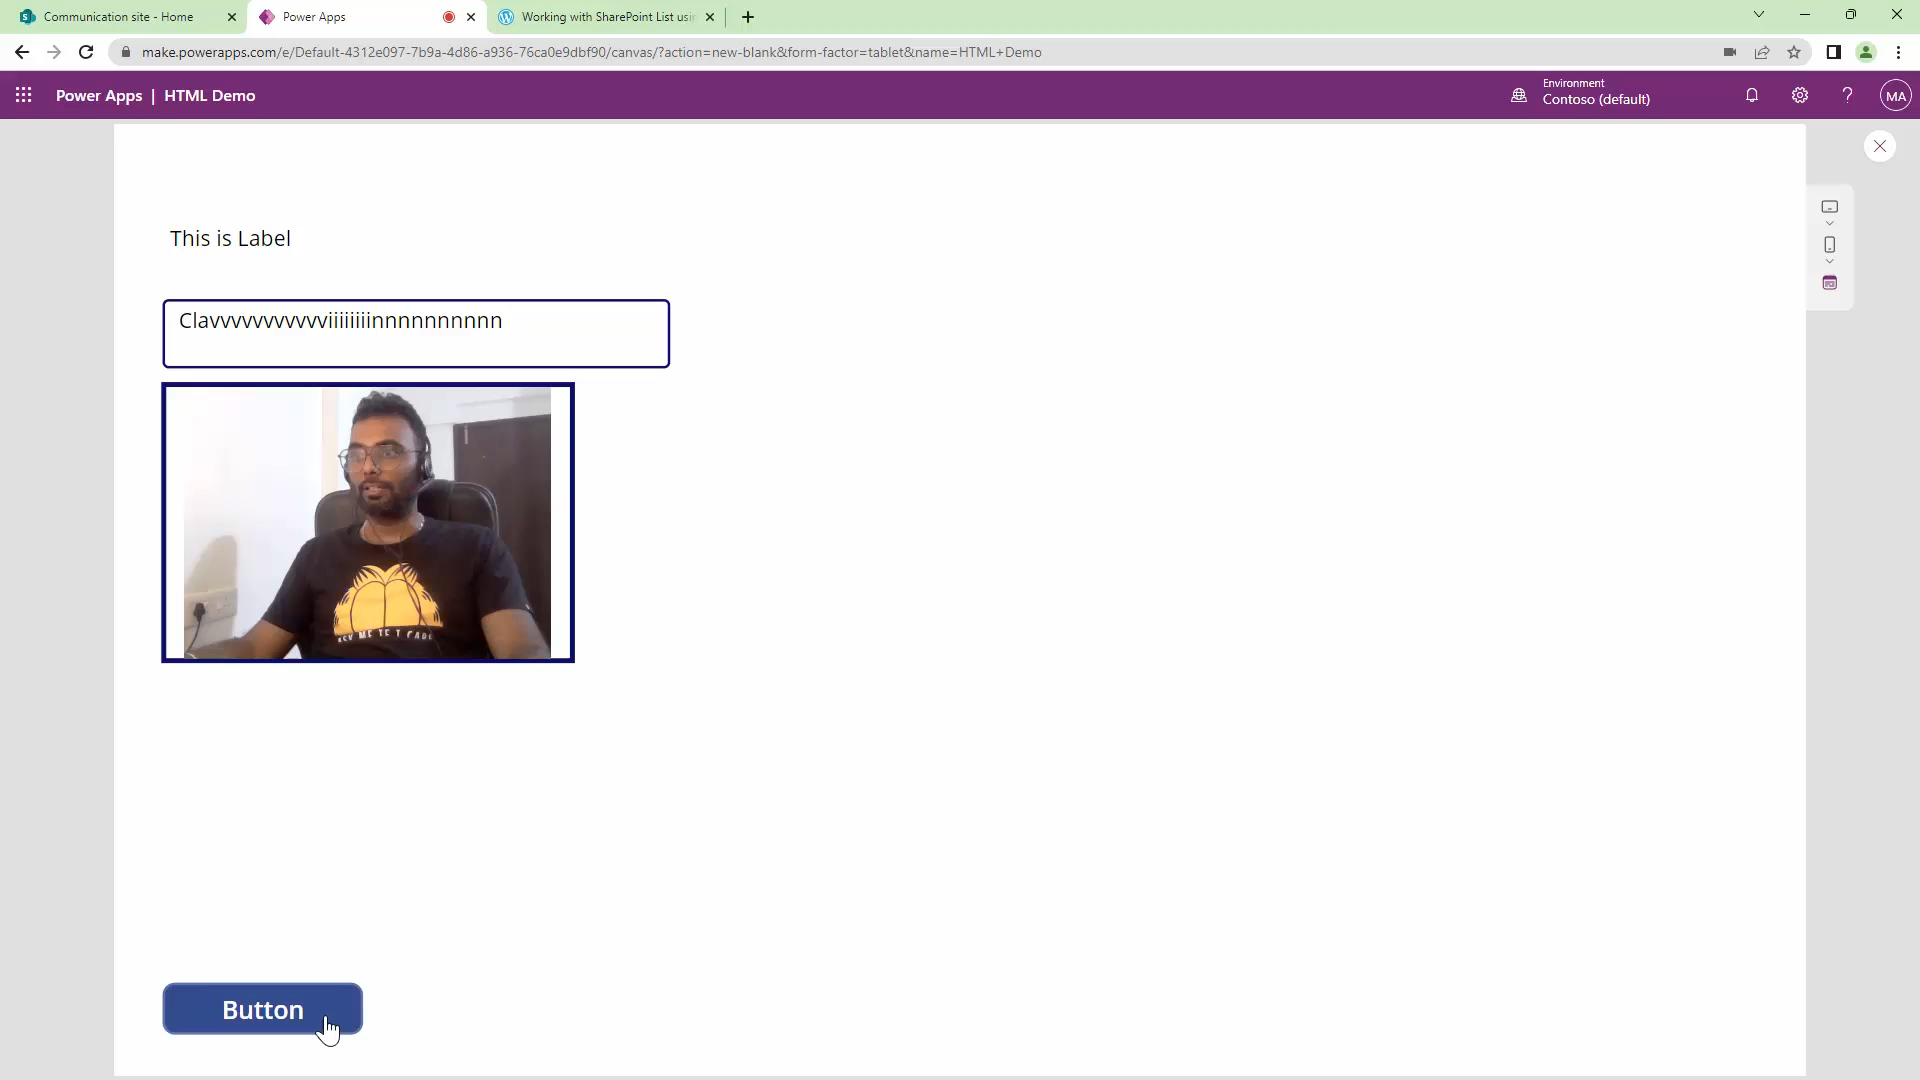 Communication site - Home
Power Apps
Working with SharePoint List usi
make.powerapps.com/e/Default-4312e097-7b9a-4d86-a936-76ca0e9dbf90/canvas/?action=new-blank&form-factor=tablet&name=HTML+Demo
Power Apps | HTML Demo
Environment
Contoso (default)
MA
This is Label
Clavvvvvvvvvvviiiiiiiinnnnnnnnnn
Button